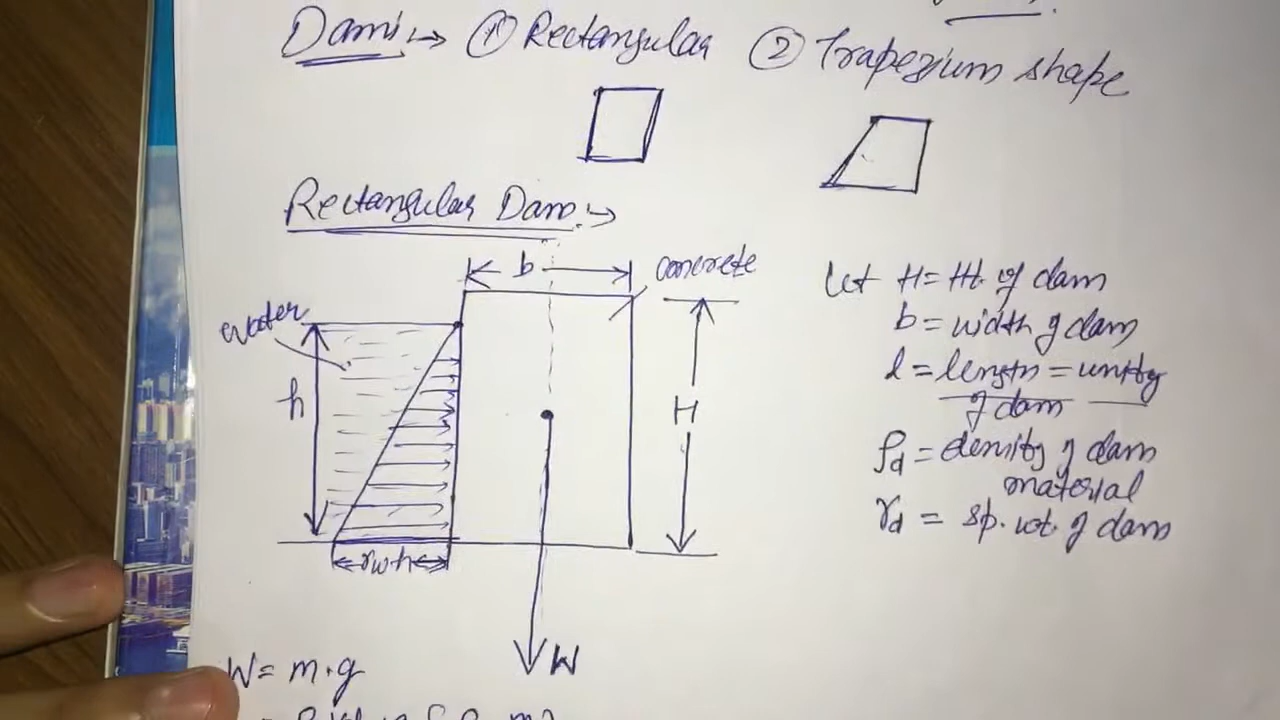 Dam:→ ① Rectangular ② Trapezium shape
Rectangular Dam:→
b
concrete
water
h
H
γwh
W
Let H = Ht. of dam
b = width of dam
l = length = unity
of dam
ρd = density of dam
material
γd = sp. wt. of dam
W = m.g